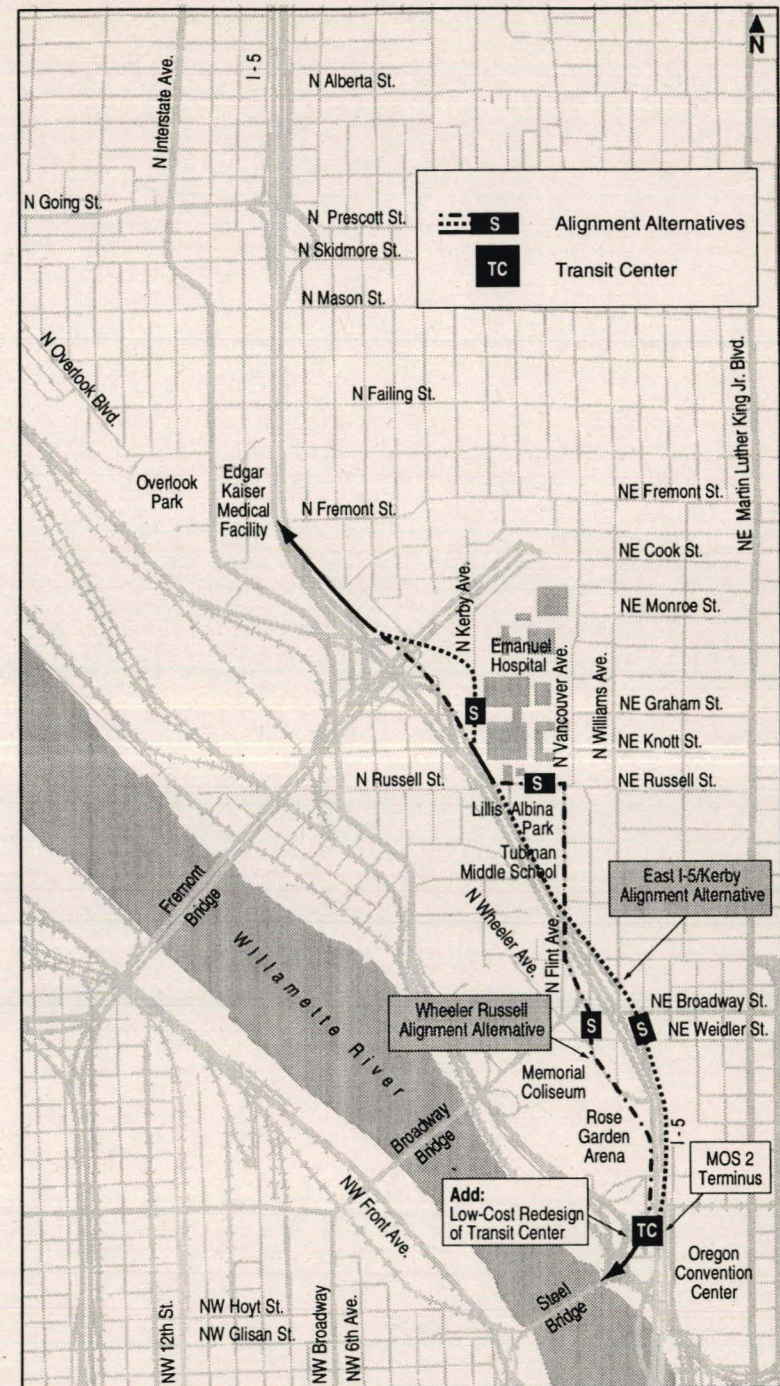 N
N Interstate Ave.
I-5
N Alberta St.
N Going St.
N Prescott St.
N Skidmore St.
N Mason St.
S
Alignment Alternatives
TC
Transit Center
N Overlook Blvd.
N Failing St.
NE Martin Luther King Jr. Blvd.
Overlook
Park
Edgar
Kaiser
Medical
Facility
N Fremont St.
NE Fremont St.
NE Cook St.
N Kerby Ave.
NE Monroe St.
Emanuel
Hospital
N Vancouver Ave.
N Williams Ave.
S
NE Graham St.
NE Knott St.
N Russell St.
S
NE Russell St.
Lillis Albina
Park
Tubman
Middle School
East I-5/Kerby
Alignment Alternative
Fremont
Bridge
N Wheeler Ave.
N Flint Ave.
Willamette River
Wheeler Russell
Alignment Alternative
S
S
NE Broadway St.
NE Weidler St.
Memorial
Coliseum
Broadway
Bridge
Rose
Garden
Arena
I-5
MOS 2
Terminus
NW Front Ave.
Add:
Low-Cost Redesign
of Transit Center
TC
Oregon
Convention
Center
Steel
Bridge
NW 12th St.
NW Hoyt St.
NW Glisan St.
NW Broadway
NW 6th Ave.